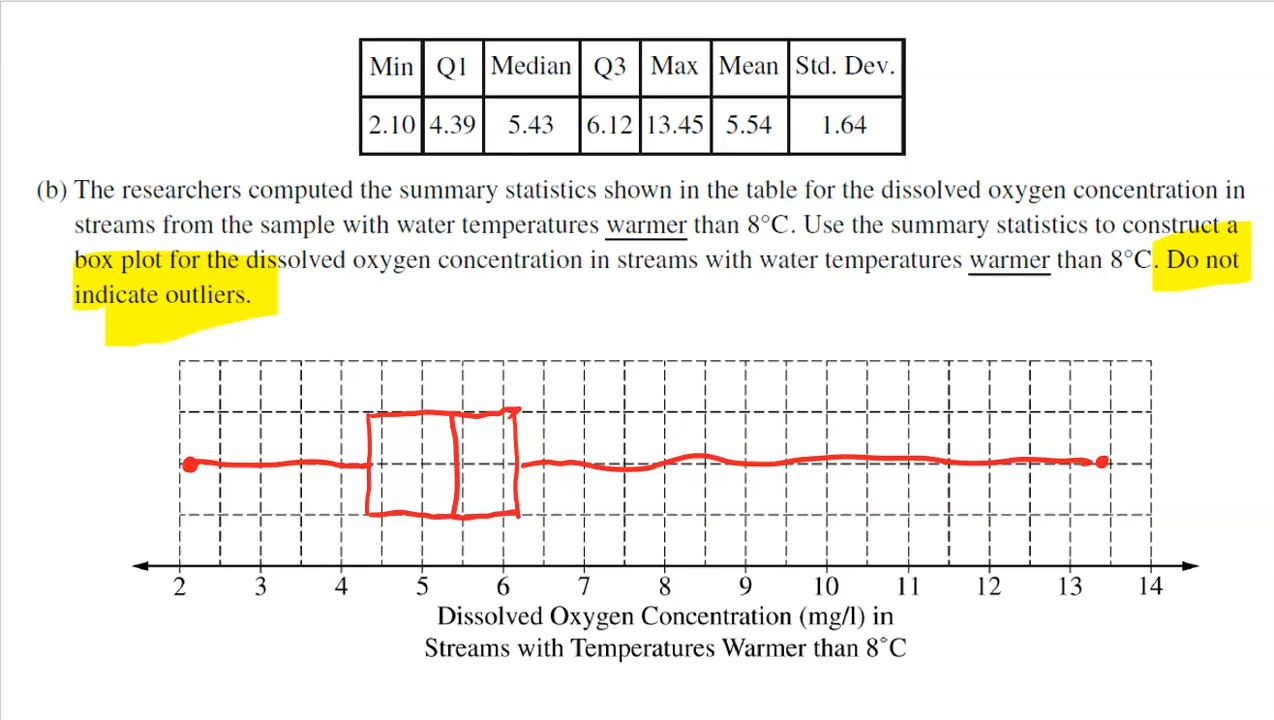 Min Q1 Median Q3 Max Mean Std. Dev.
2.10 4.39 5.43 6.12 13.45 5.54 1.64
(b) The researchers computed the summary statistics shown in the table for the dissolved oxygen concentration in
streams from the sample with water temperatures warmer than 8°C. Use the summary statistics to construct a
box plot for the dissolved oxygen concentration in streams with water temperatures warmer than 8°C. Do not
indicate outliers.
2 3 4 5 6 7 8 9 10 11 12 13 14
Dissolved Oxygen Concentration (mg/l) in
Streams with Temperatures Warmer than 8°C